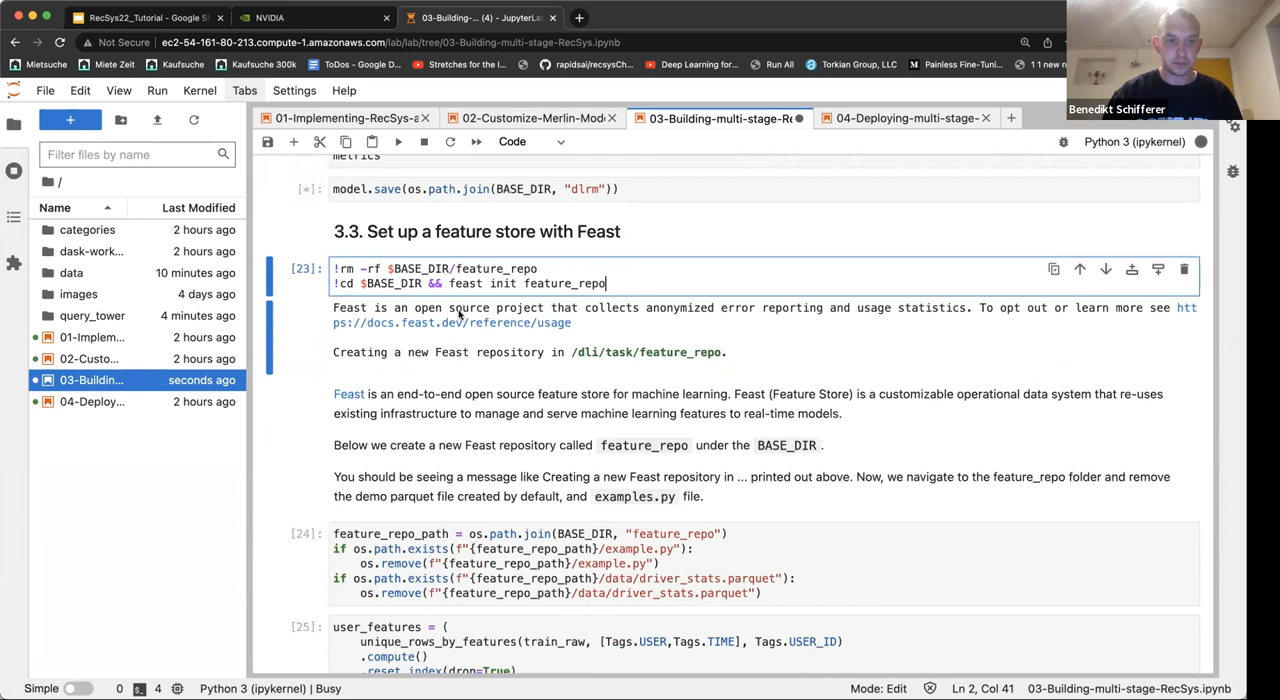 RecSys22_Tutorial - Google Sl
NVIDIA
03-Building-... (4) - JupyterLab
Not Secure | ec2-54-161-80-213.compute-1.amazonaws.com/lab/lab/tree/03-Building-multi-stage-RecSys.ipynb
Mietsuche
Miete Zeit
Kaufsuche
Kaufsuche 300k
ToDos - Google D...
Stretches for the l...
rapidsai/recsysCh...
Deep Learning for...
Run All
Torkian Group, LLC
Painless Fine-Tuni...
1 1 new n
Benedikt Schifferer
File Edit View Run Kernel Tabs Settings Help
01-Implementing-RecSys-a
02-Customize-Merlin-Mode
03-Building-multi-stage-Re
04-Deploying-multi-stage-
Code
Python 3 (ipykernel)
Filter files by name
/
Name Last Modified
categories 2 hours ago
dask-work... 2 hours ago
data 10 minutes ago
images 4 days ago
query_tower 4 minutes ago
01-Implem... 2 hours ago
02-Custo... 2 hours ago
03-Buildin... seconds ago
04-Deploy... 2 hours ago
metrics
[*]: model.save(os.path.join(BASE_DIR, "dlrm"))
3.3. Set up a feature store with Feast
[23]: !rm -rf $BASE_DIR/feature_repo
!cd $BASE_DIR && feast init feature_repo
Feast is an open source project that collects anonymized error reporting and usage statistics. To opt out or learn more see htt
ps://docs.feast.dev/reference/usage
Creating a new Feast repository in /dli/task/feature_repo.
Feast is an end-to-end open source feature store for machine learning. Feast (Feature Store) is a customizable operational data system that re-uses
existing infrastructure to manage and serve machine learning features to real-time models.
Below we create a new Feast repository called feature_repo under the BASE_DIR.
You should be seeing a message like Creating a new Feast repository in ... printed out above. Now, we navigate to the feature_repo folder and remove
the demo parquet file created by default, and examples.py file.
[24]: feature_repo_path = os.path.join(BASE_DIR, "feature_repo")
if os.path.exists(f"{feature_repo_path}/example.py"):
os.remove(f"{feature_repo_path}/example.py")
if os.path.exists(f"{feature_repo_path}/data/driver_stats.parquet"):
os.remove(f"{feature_repo_path}/data/driver_stats.parquet")
[25]: user_features = (
unique_rows_by_features(train_raw, [Tags.USER,Tags.TIME], Tags.USER_ID)
.compute()
.reset_index(drop=True)
Simple 0 4 Python 3 (ipykernel) | Busy Mode: Edit Ln 2, Col 41 03-Building-multi-stage-RecSys.ipynb